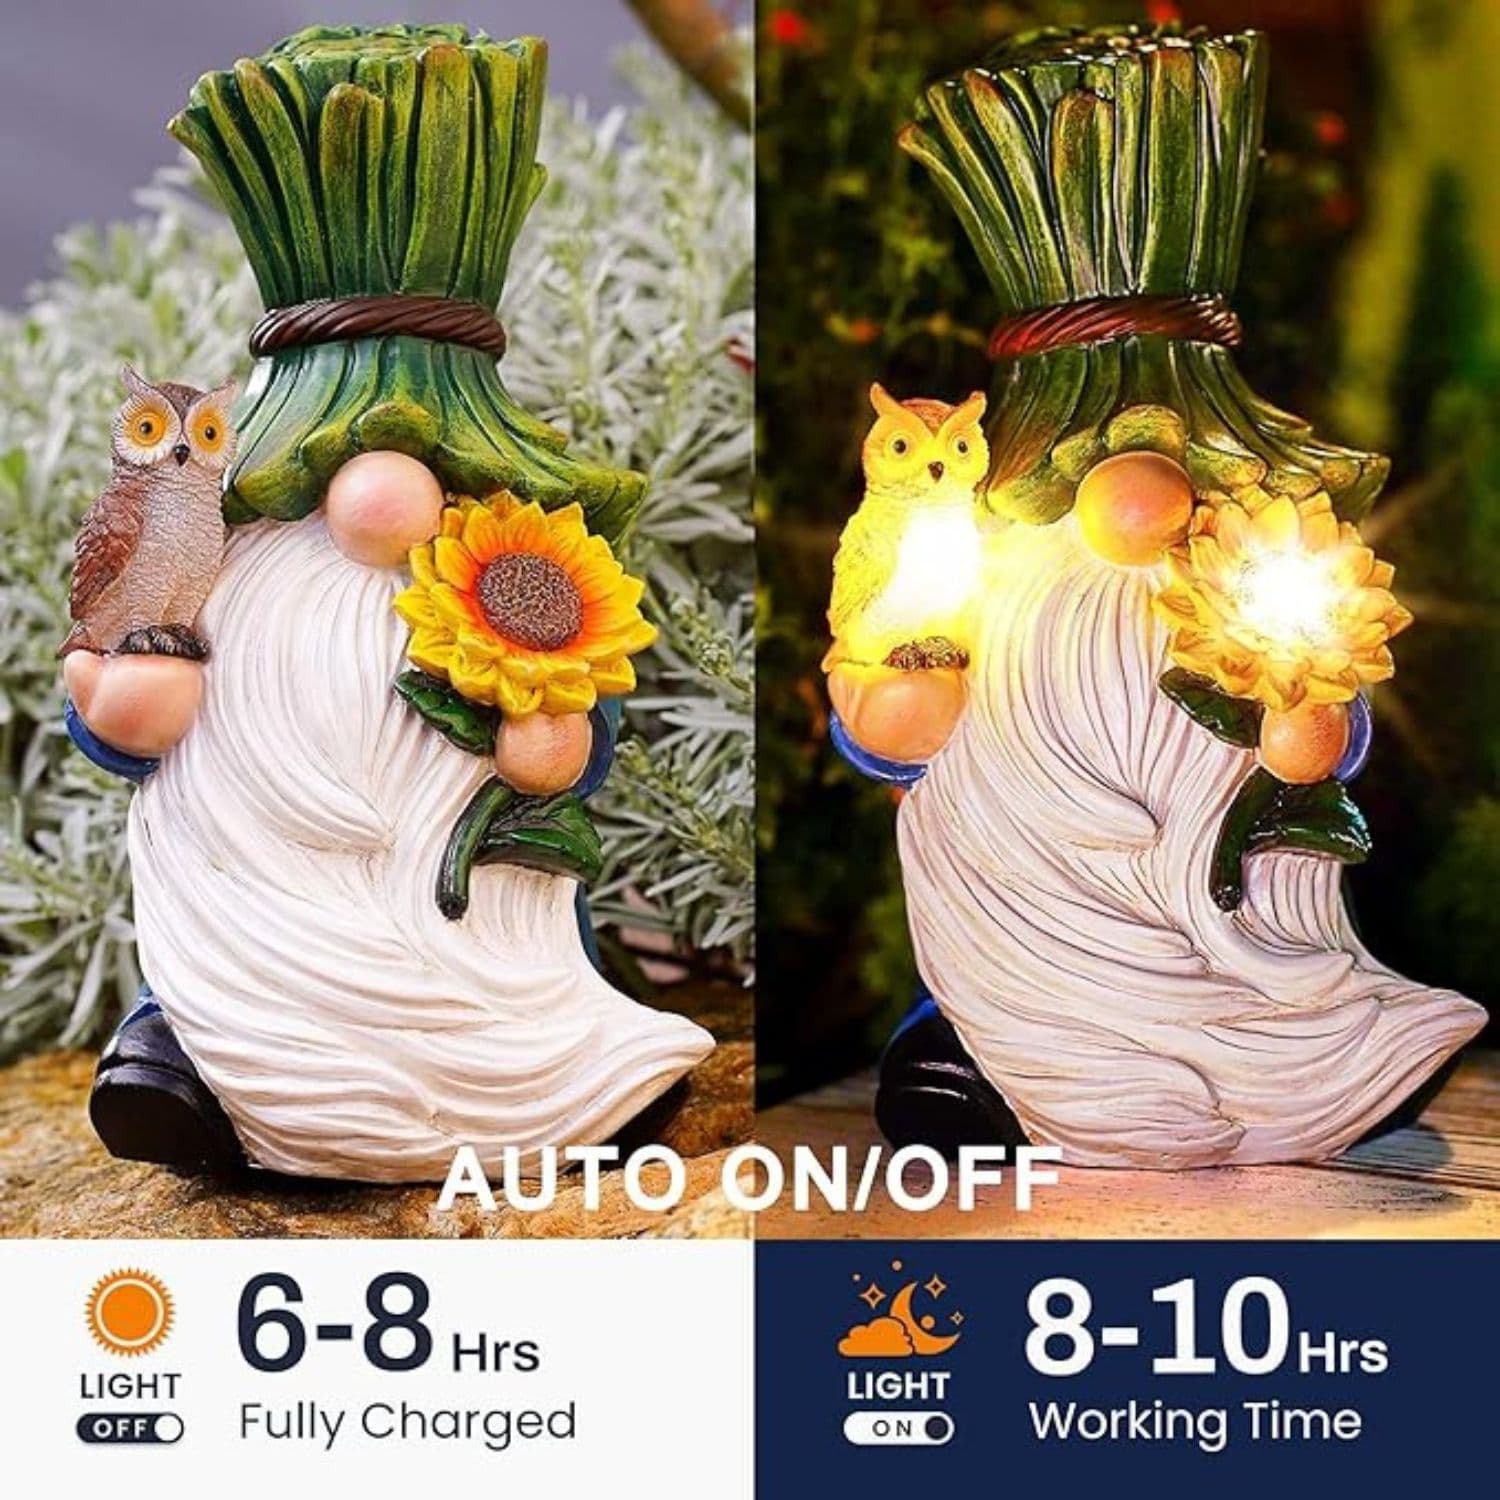 AUTO ON/OFF
6-8 Hrs
LIGHT
OFF
Fully Charged
8-10 Hrs
LIGHT
ON
Working Time